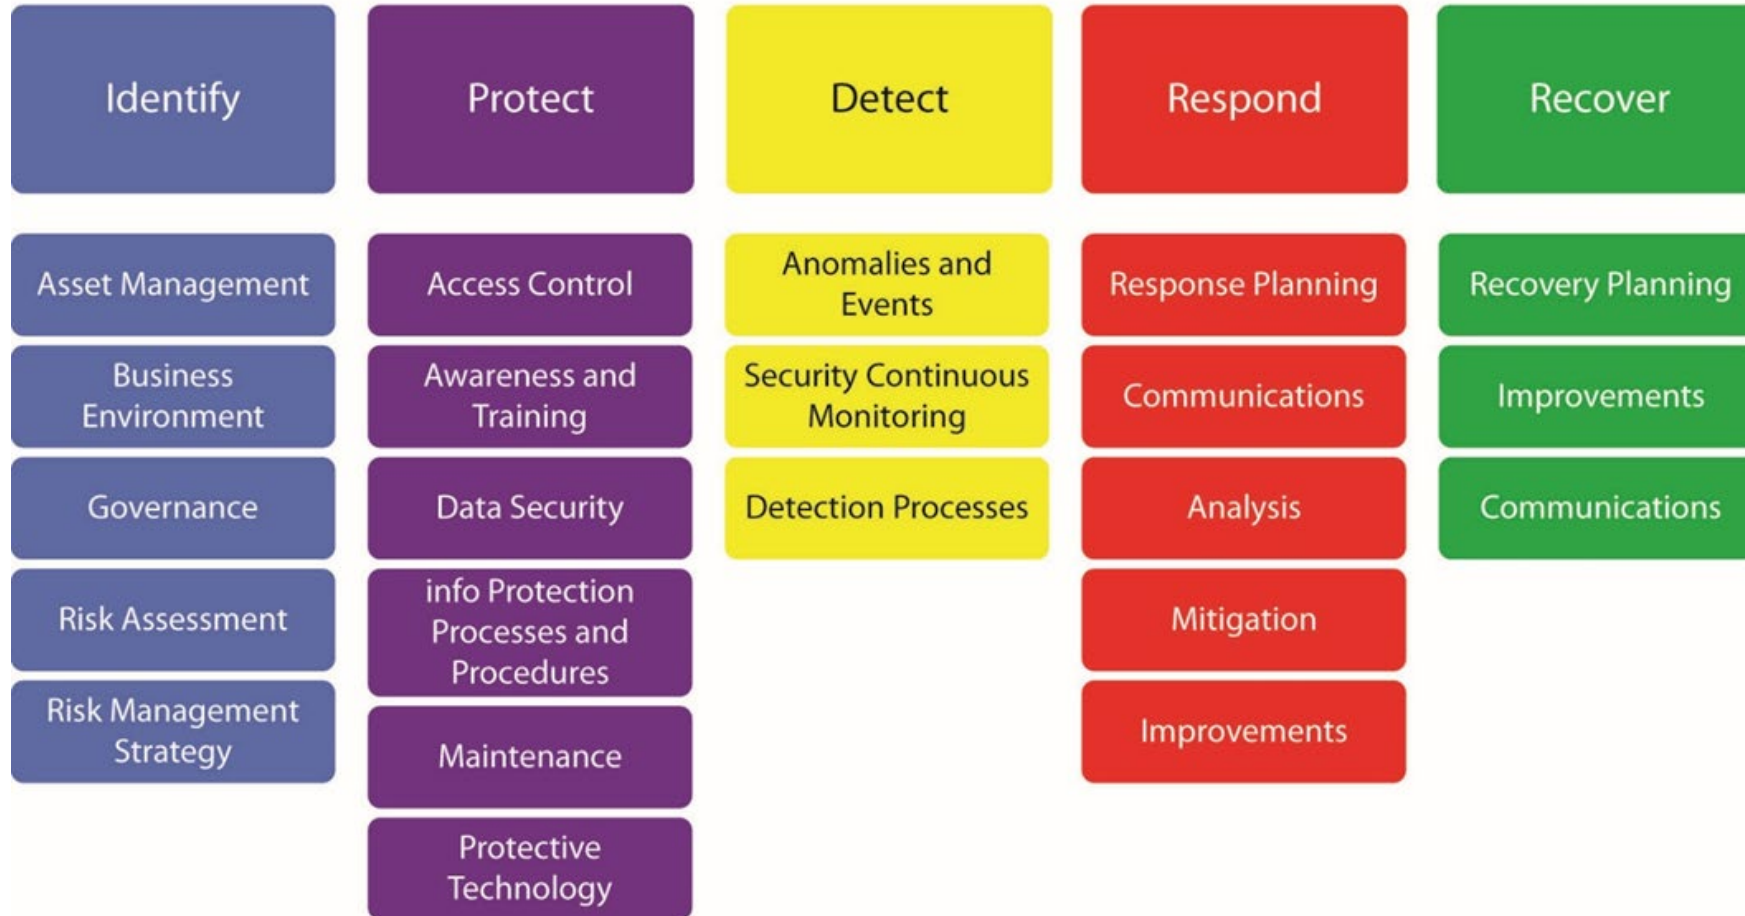 Identify
Protect
Detect
Respond
Recover
Asset Management
Business
Environment
Governance
Risk Assessment
Risk Management
Strategy
Access Control
Awareness and
Training
Data Security
info Protection
Processes and
Procedures
Maintenance
Protective
Technology
Anomalies and
Events
Security Continuous
Monitoring
Detection Processes
Response Planning
Communications
Analysis
Mitigation
Improvements
Recovery Planning
Improvements
Communications